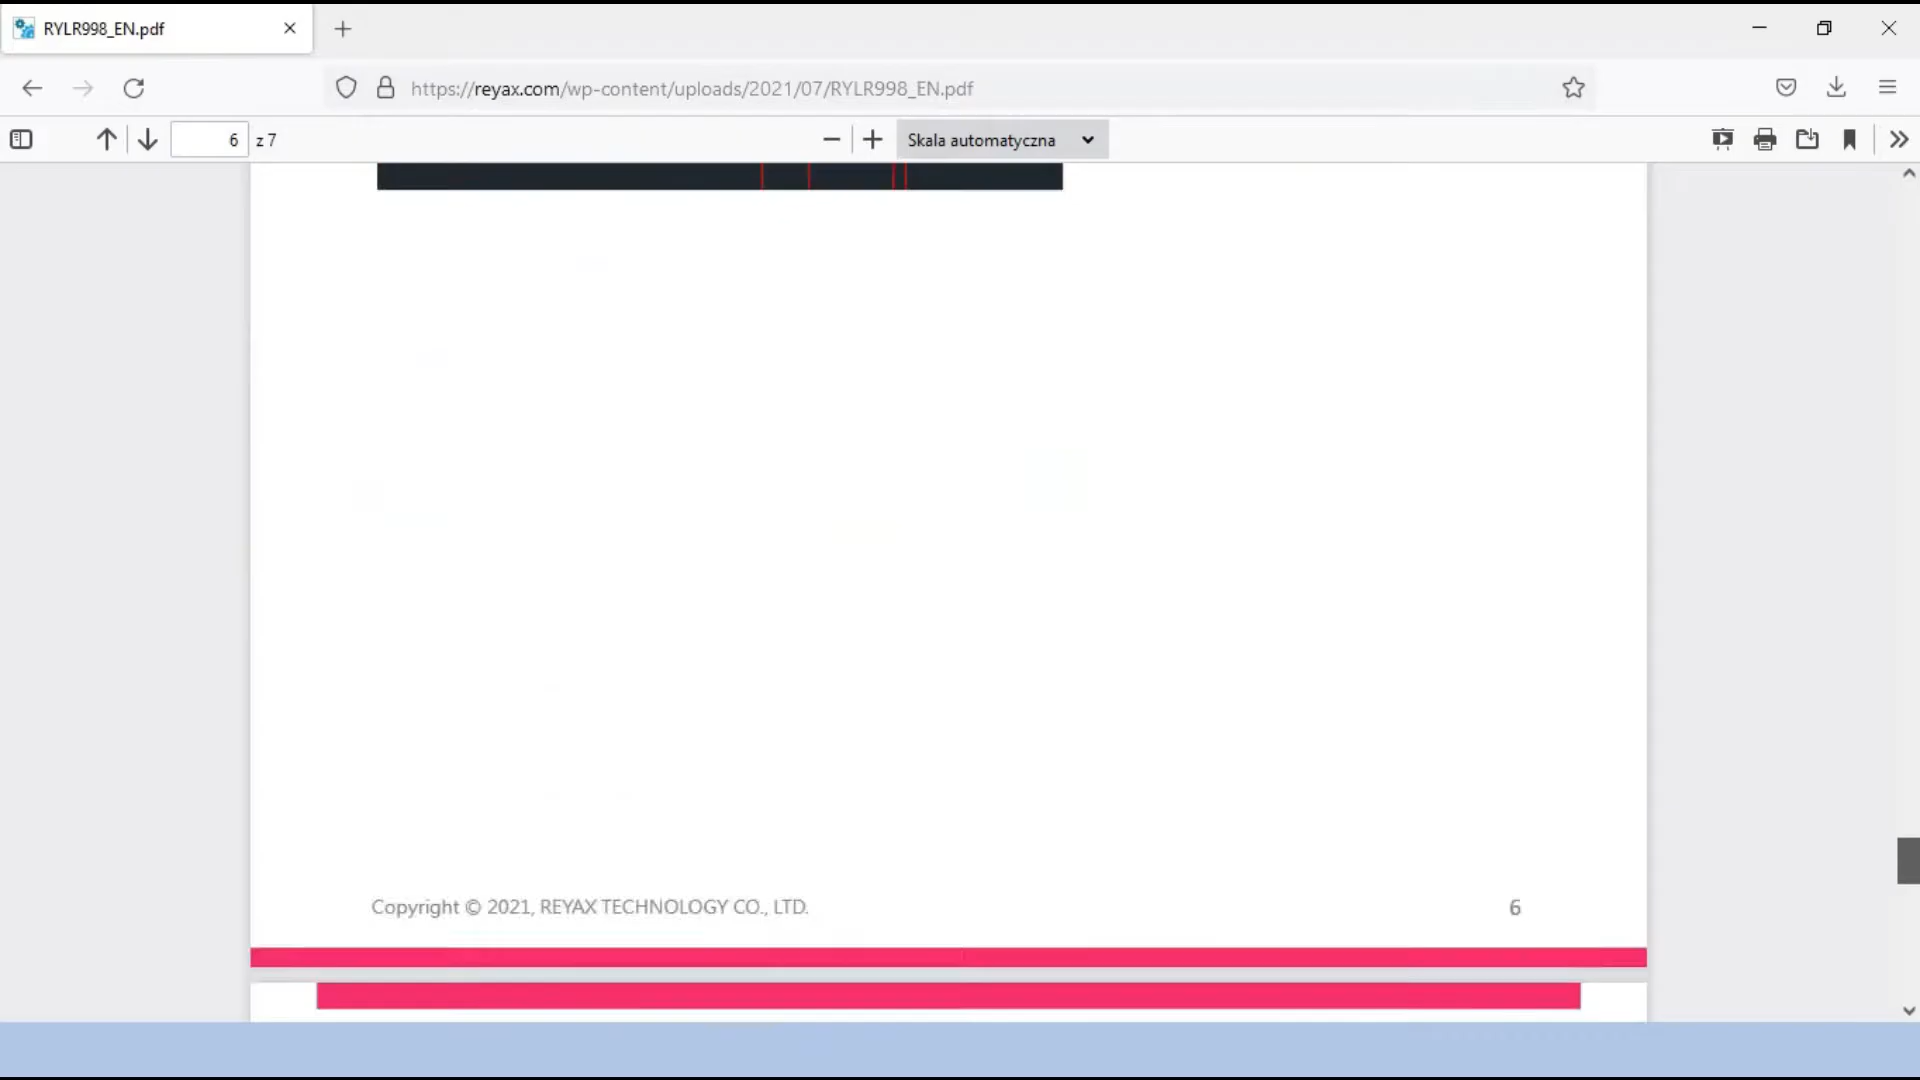 RYLR998_EN.pdf
https://reyax.com/wp-content/uploads/2021/07/RYLR998_EN.pdf
6 z 7
Skala automatyczna
Copyright © 2021, REYAX TECHNOLOGY CO., LTD.
6